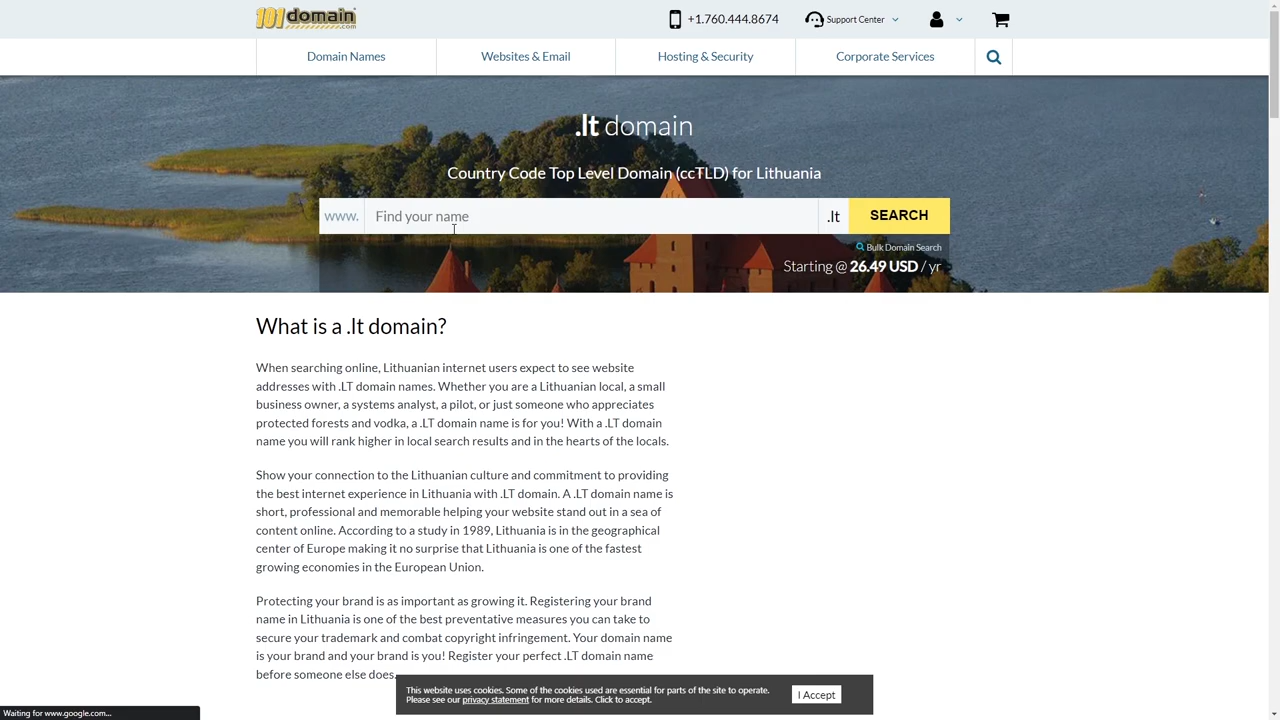 101domain.com
+1.760.444.8674
Support Center
Domain Names
Websites & Email
Hosting & Security
Corporate Services
.lt domain
Country Code Top Level Domain (ccTLD) for Lithuania
www.
Find your name
.lt
SEARCH
Bulk Domain Search
Starting @ 26.49 USD / yr
What is a .lt domain?
When searching online, Lithuanian internet users expect to see website
addresses with .LT domain names. Whether you are a Lithuanian local, a small
business owner, a systems analyst, a pilot, or just someone who appreciates
protected forests and vodka, a .LT domain name is for you! With a .LT domain
name you will rank higher in local search results and in the hearts of the locals.
Show your connection to the Lithuanian culture and commitment to providing
the best internet experience in Lithuania with .LT domain. A .LT domain name is
short, professional and memorable helping your website stand out in a sea of
content online. According to a study in 1989, Lithuania is in the geographical
center of Europe making it no surprise that Lithuania is one of the fastest
growing economies in the European Union.
Protecting your brand is as important as growing it. Registering your brand
name in Lithuania is one of the best preventative measures you can take to
secure your trademark and combat copyright infringement. Your domain name
is your brand and your brand is you! Register your perfect .LT domain name
before someone else does.
This website uses cookies. Some of the cookies used are essential for parts of the site to operate.
Please see our privacy statement for more details. Click to accept.
I Accept
Waiting for www.google.com...